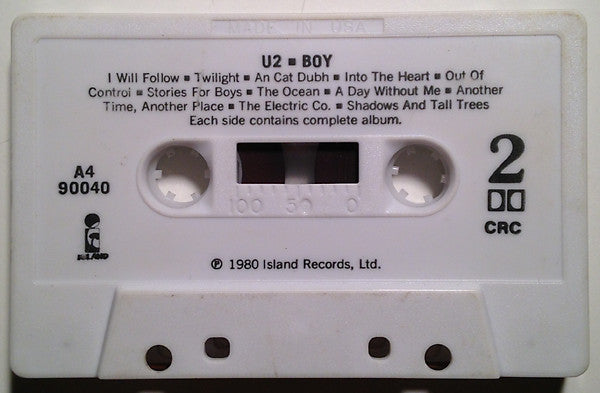 MADE IN USA
U2 ■ BOY
I Will Follow ■ Twilight ■ An Cat Dubh ■ Into The Heart ■ Out Of
Control ■ Stories For Boys ■ The Ocean ■ A Day Without Me ■ Another
Time, Another Place ■ The Electric Co. ■ Shadows And Tall Trees
Each side contains complete album.
A4
90040
2
100 50 0
ISLAND
CRC
℗ 1980 Island Records, Ltd.